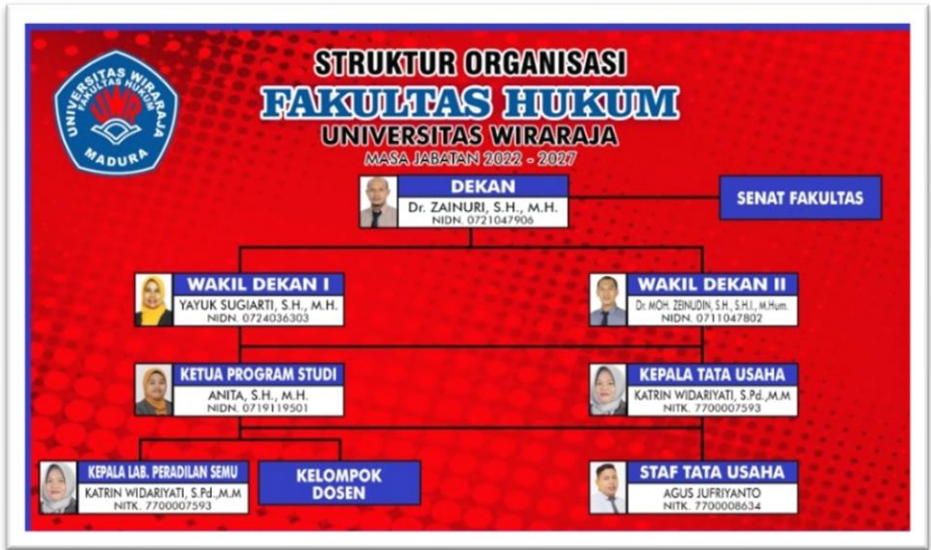 UNIVERSITAS WIRARAJA
FAKULTAS HUKUM
MADURA
STRUKTUR ORGANISASI
FAKULTAS HUKUM
UNIVERSITAS WIRARAJA
MASA JABATAN 2022 - 2027
DEKAN
Dr. ZAINURI, S.H., M.H.
NIDN. 0721047906
SENAT FAKULTAS
WAKIL DEKAN I
YAYUK SUGIARTI, S.H., M.H.
NIDN. 0724036303
WAKIL DEKAN II
Dr. MOH. ZEINUDIN, S.H., S.H.I., M.Hum.
NIDN. 0711047802
KETUA PROGRAM STUDI
ANITA, S.H., M.H.
NIDN. 0719119501
KEPALA TATA USAHA
KATRIN WIDARIYATI, S.Pd.,M.M
NITK. 7700007593
KEPALA LAB. PERADILAN SEMU
KATRIN WIDARIYATI, S.Pd.,M.M
NITK. 7700007593
KELOMPOK
DOSEN
STAF TATA USAHA
AGUS JUFRIYANTO
NITK. 7700008634